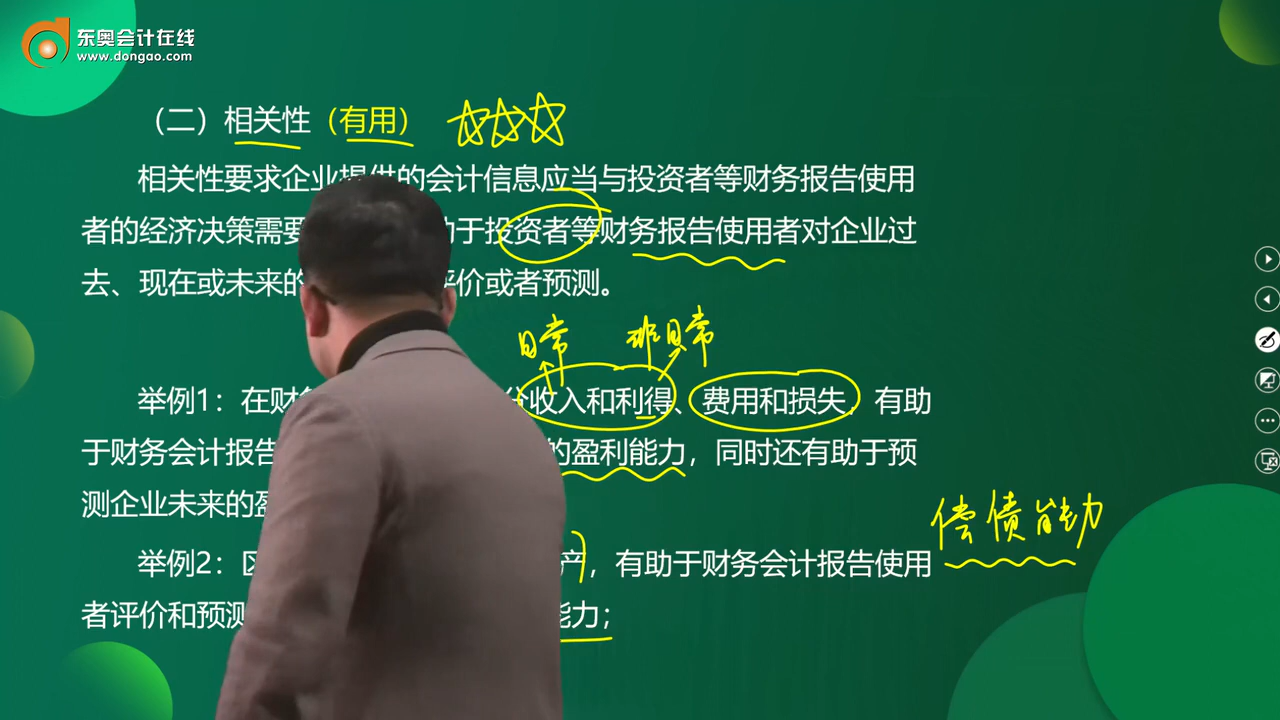 东奥会计在线
www.dongao.com
（二）相关性（有用）
相关性要求企业提供的会计信息应当与投资者等财务报告使用
者的经济决策需要 于投资者等财务报告使用者对企业过
去、现在或未来的 评价或者预测。
日常 非日常
举例1：在财 收入和利得、费用和损失，有助
于财务会计报告 的盈利能力，同时还有助于预
测企业未来的盈
偿债能力
举例2：区 产，有助于财务会计报告使用
者评价和预测 能力；